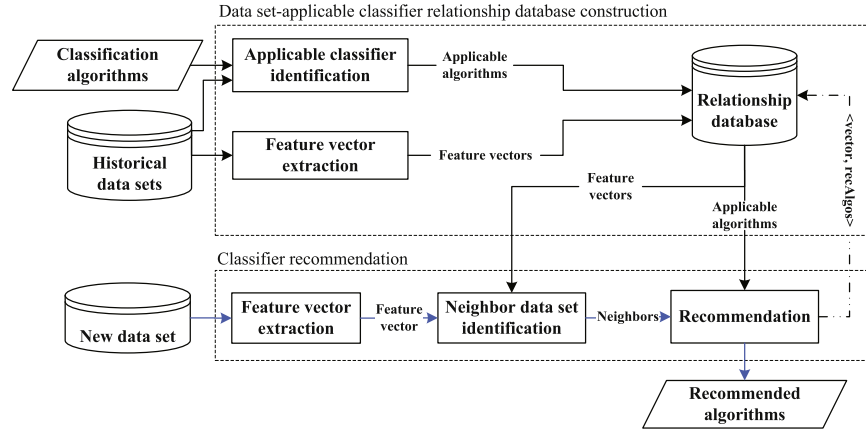 Data set-applicable classifier relationship database construction
Classification
algorithms
Applicable classifier
identification
Applicable
algorithms
Relationship
database
Historical
data sets
Feature vector
extraction
Feature vectors
Feature
vectors
Applicable
algorithms
<vector, recAlgos>
Classifier recommendation
New data set
Feature vector
extraction
Feature
vector
Neighbor data set
identification
Neighbors
Recommendation
Recommended
algorithms